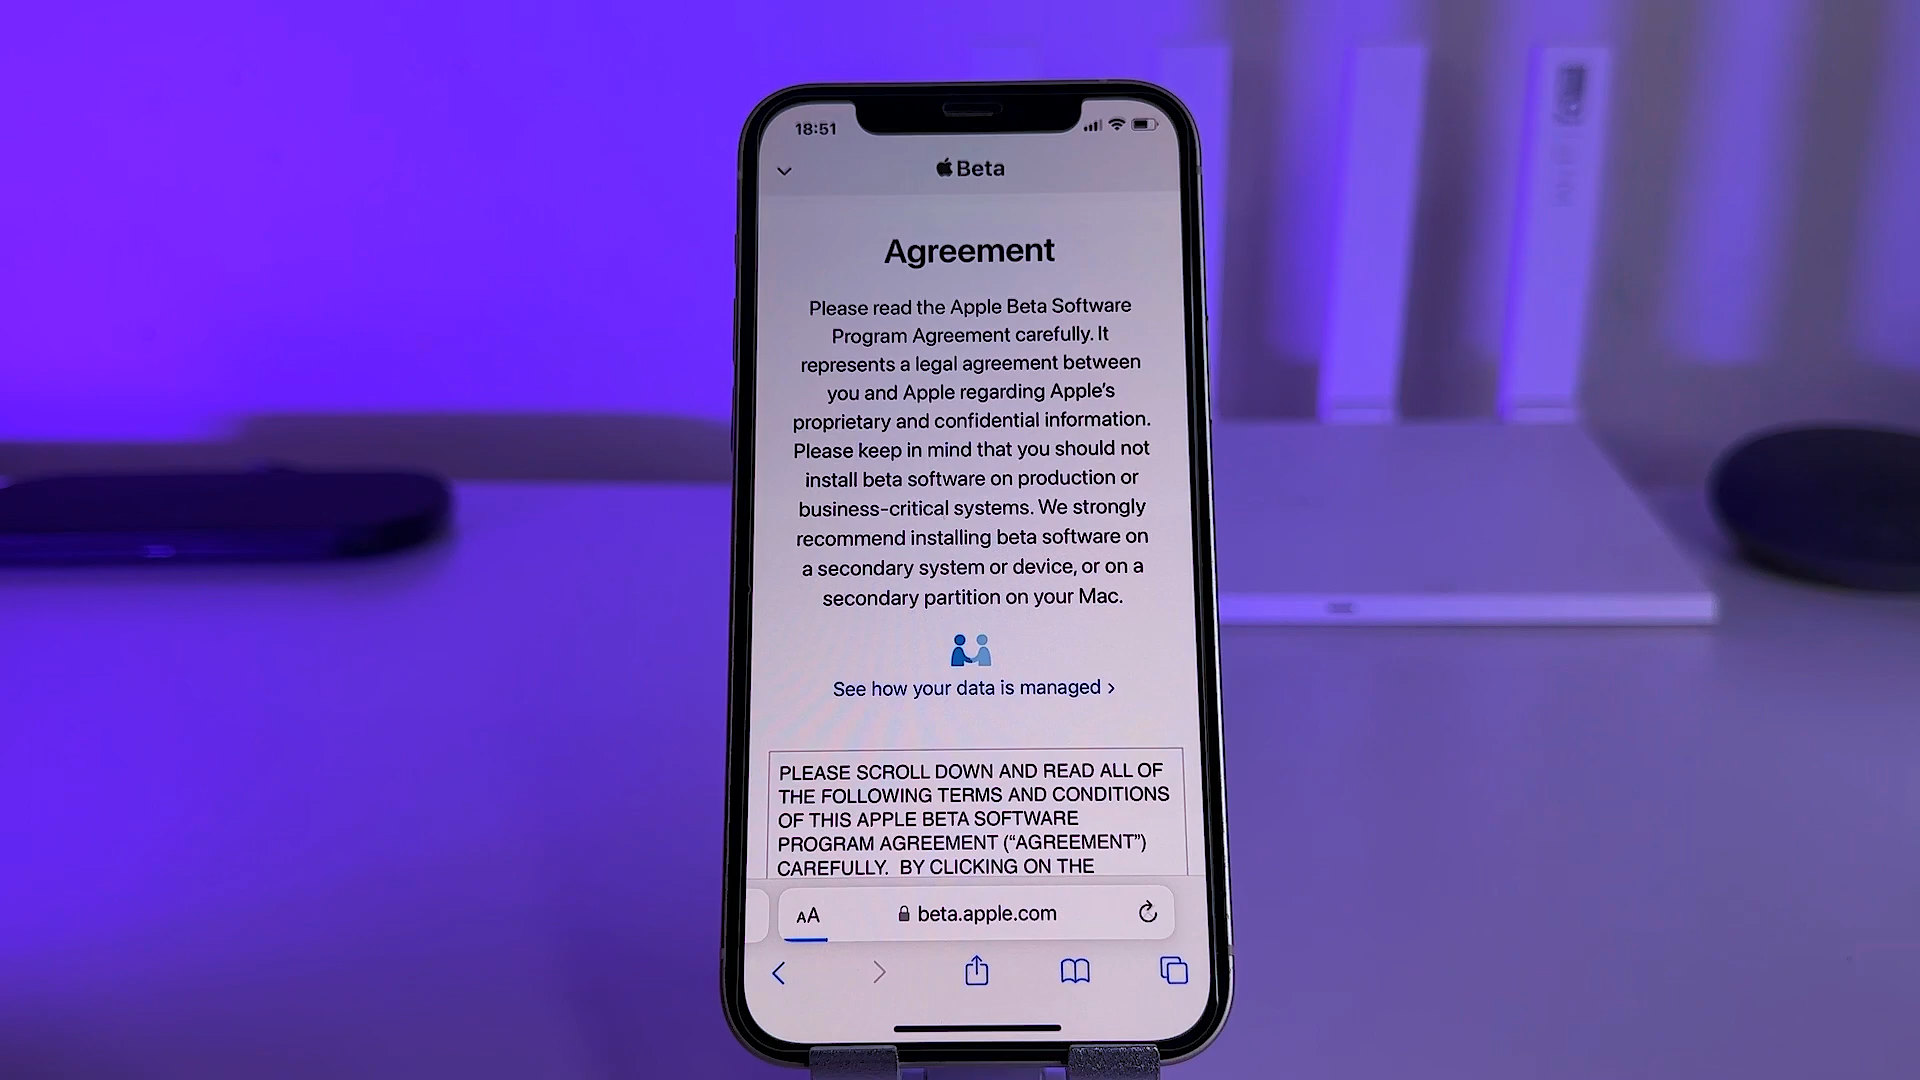 18:51
Beta
Agreement
Please read the Apple Beta Software
Program Agreement carefully. It
represents a legal agreement between
you and Apple regarding Apple's
proprietary and confidential information.
Please keep in mind that you should not
install beta software on production or
business-critical systems. We strongly
recommend installing beta software on
a secondary system or device, or on a
secondary partition on your Mac.
See how your data is managed >
PLEASE SCROLL DOWN AND READ ALL OF
THE FOLLOWING TERMS AND CONDITIONS
OF THIS APPLE BETA SOFTWARE
PROGRAM AGREEMENT (“AGREEMENT”)
CAREFULLY.  BY CLICKING ON THE
AA beta.apple.com